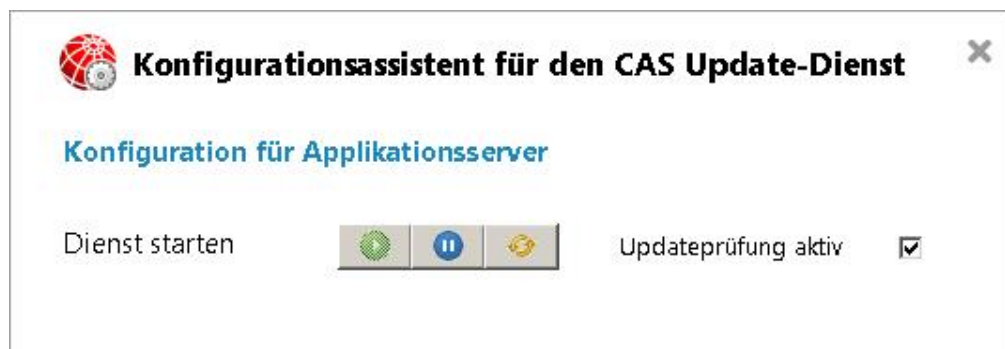 Konfigurationsassistent für den CAS Update-Dienst
Konfiguration für Applikationsserver
Dienst starten Updateprüfung aktiv